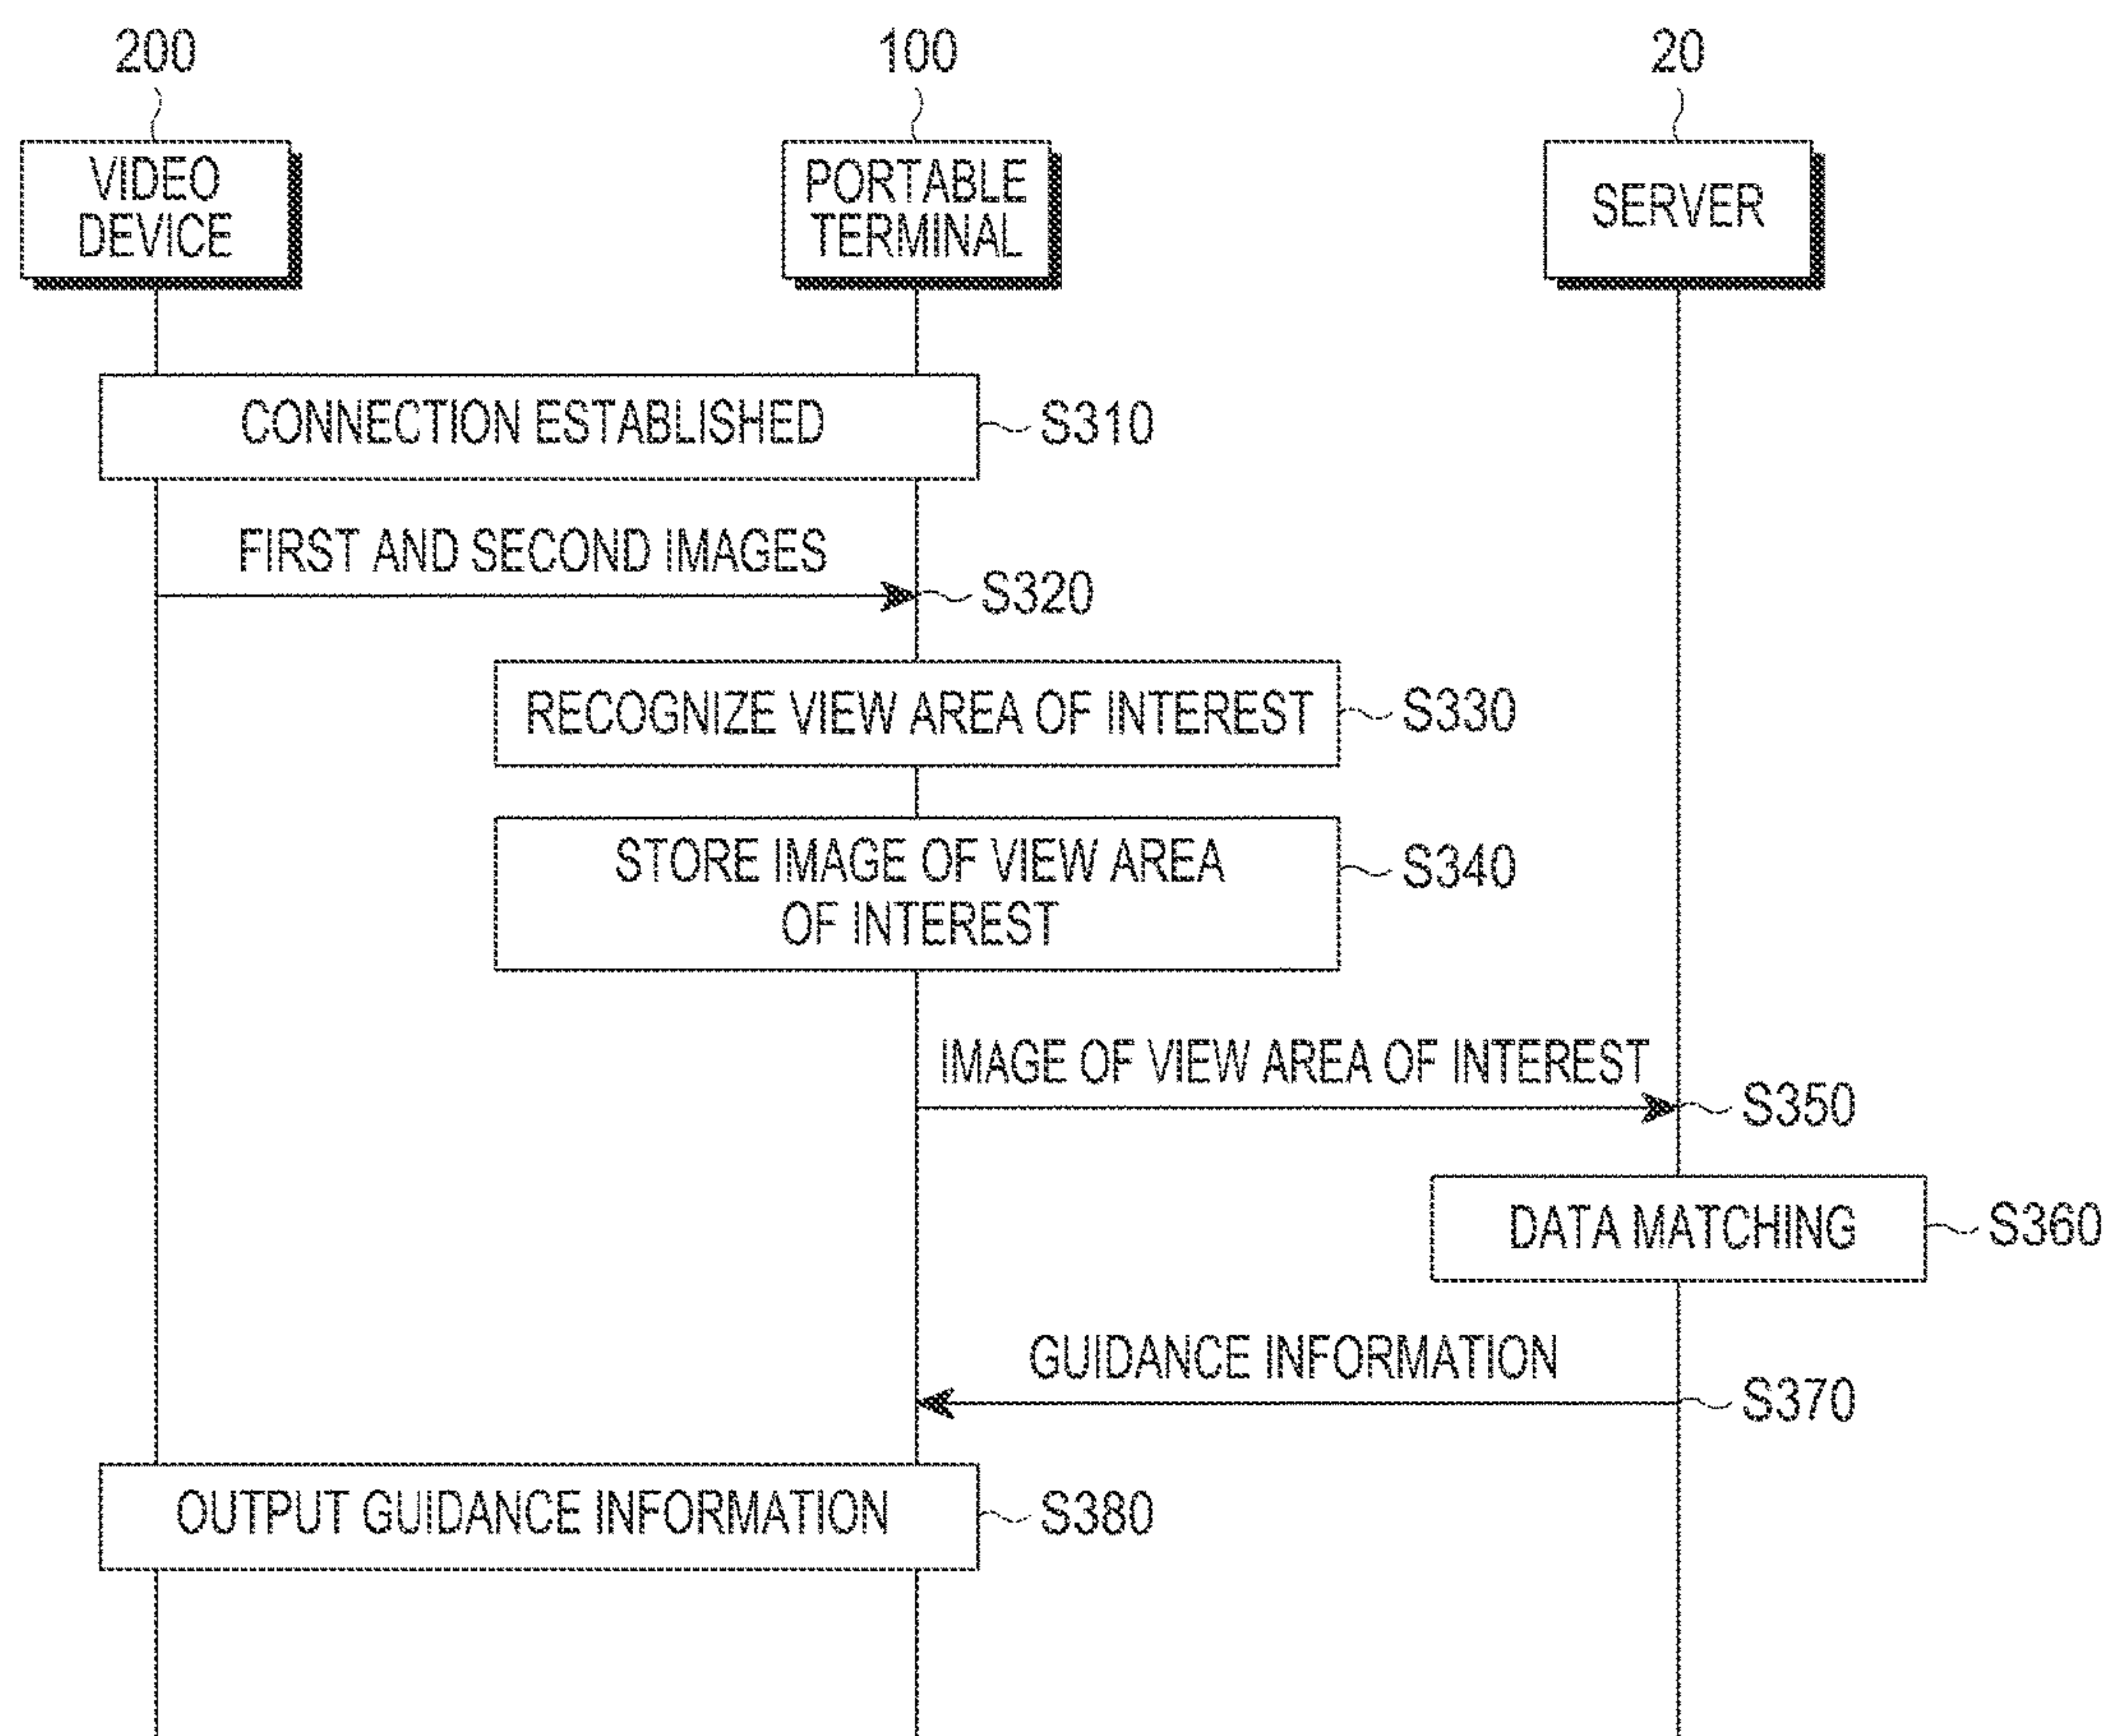 200
100
20
VIDEO
DEVICE
PORTABLE
TERMINAL
SERVER
CONNECTION ESTABLISHED
S310
FIRST AND SECOND IMAGES
S320
RECOGNIZE VIEW AREA OF INTEREST
S330
STORE IMAGE OF VIEW AREA
OF INTEREST
S340
IMAGE OF VIEW AREA OF INTEREST
S350
DATA MATCHING
S360
GUIDANCE INFORMATION
S370
OUTPUT GUIDANCE INFORMATION
S380